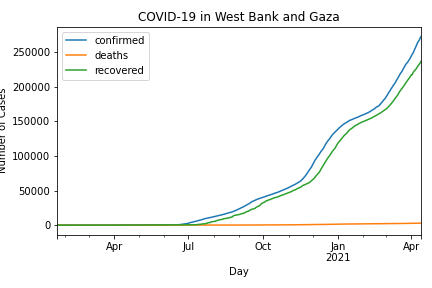 COVID-19 in West Bank and Gaza
confirmed
deaths
recovered
250000
200000
150000
100000
50000
0
Number of Cases
Apr
Jul
Oct
Jan
2021
Apr
Day